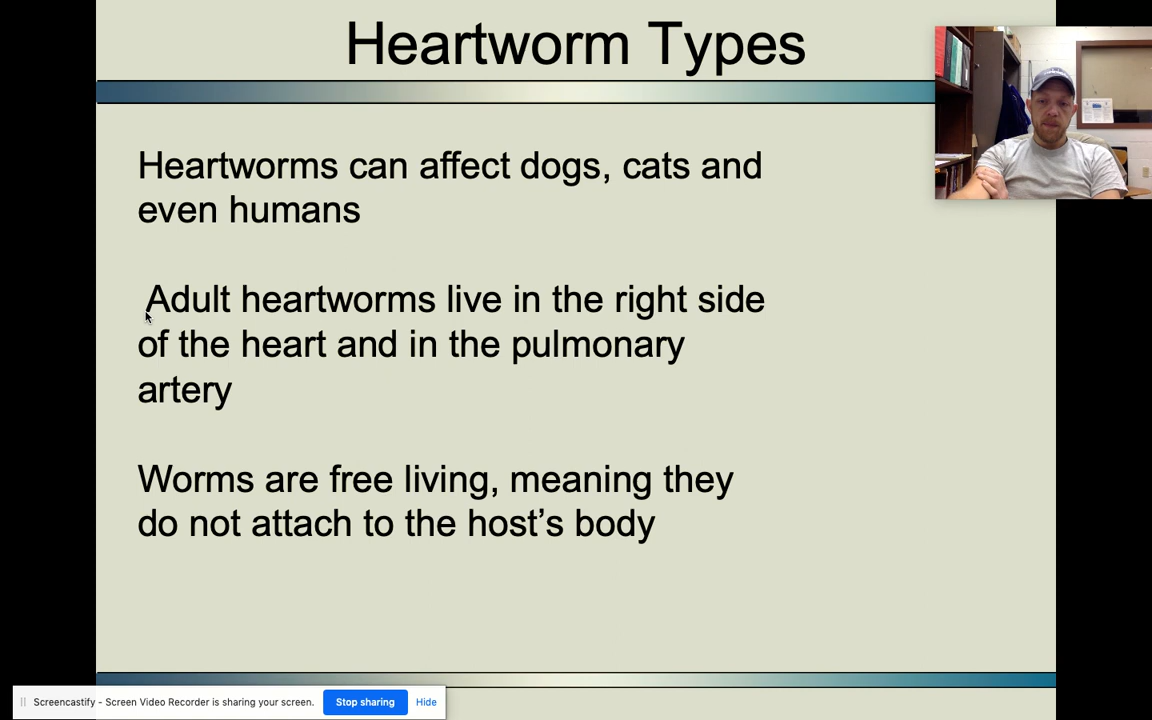 Heartworm Types
Heartworms can affect dogs, cats and
even humans
Adult heartworms live in the right side
of the heart and in the pulmonary
artery
Worms are free living, meaning they
do not attach to the host’s body
Screencastify - Screen Video Recorder is sharing your screen.
Stop sharing
Hide